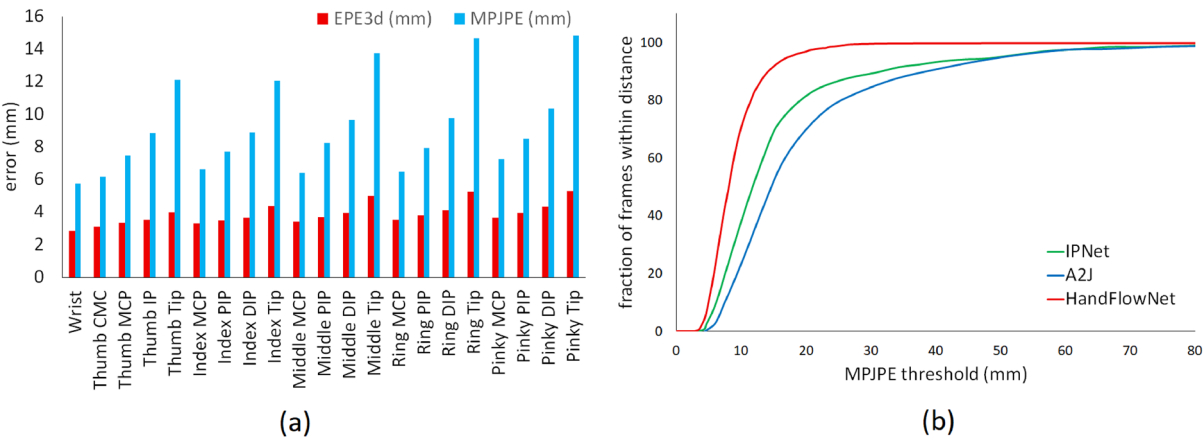 EPE3d (mm)
MPJPE (mm)
error (mm)
16
14
12
10
8
6
4
2
0
Wrist
Thumb CMC
Thumb MCP
Thumb IP
Thumb Tip
Index MCP
Index PIP
Index DIP
Index Tip
Middle MCP
Middle PIP
Middle DIP
Middle Tip
Ring MCP
Ring PIP
Ring DIP
Ring Tip
Pinky MCP
Pinky PIP
Pinky DIP
Pinky Tip
(a)
fraction of frames within distance
100
80
60
40
20
0
IPNet
A2J
HandFlowNet
0 10 20 30 40 50 60 70 80
MPJPE threshold (mm)
(b)